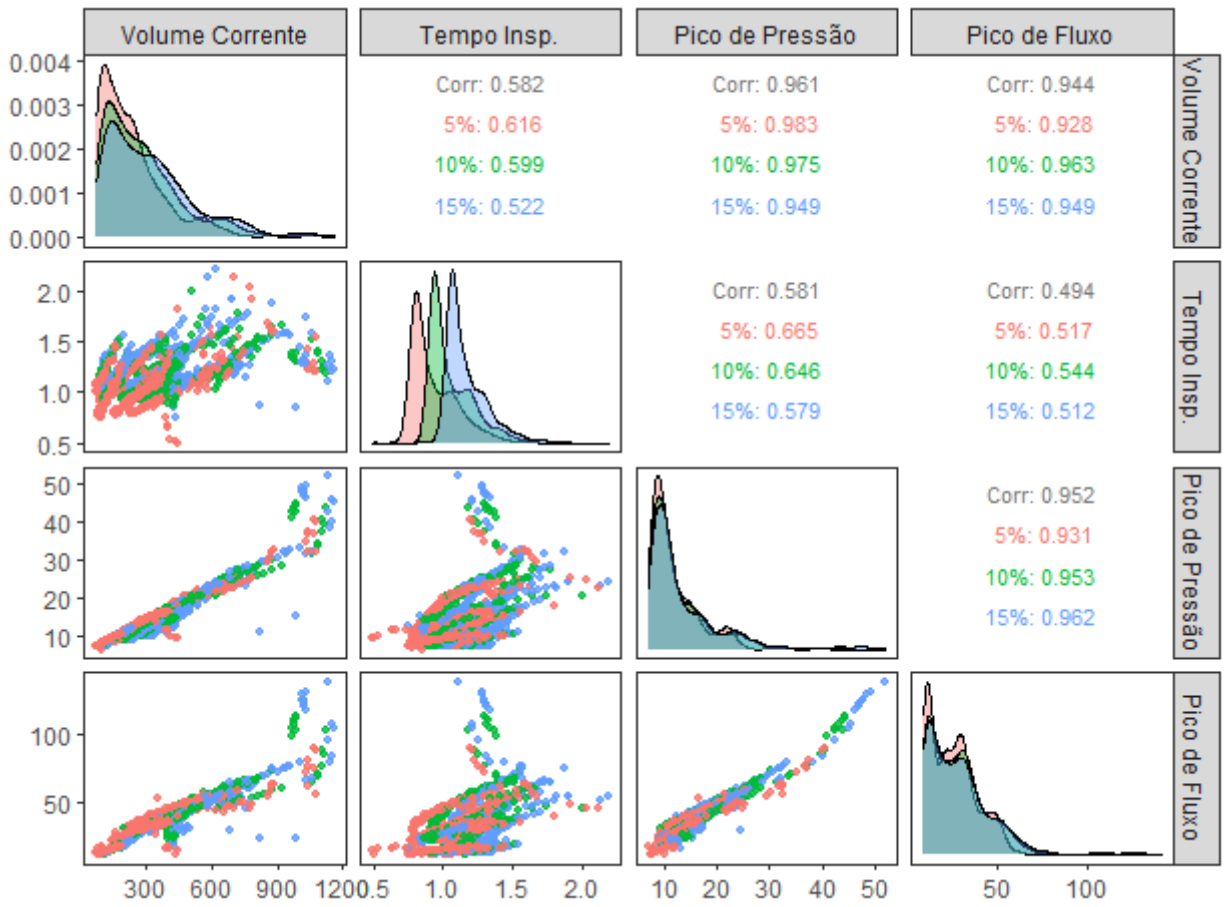 Volume Corrente Tempo Insp. Pico de Pressão Pico de Fluxo
0.004
0.003
0.002
0.001
0.000
Corr: 0.582
5%: 0.616
10%: 0.599
15%: 0.522
Corr: 0.961
5%: 0.983
10%: 0.975
15%: 0.949
Corr: 0.944
5%: 0.928
10%: 0.963
15%: 0.949
Volume Corrente
2.0
1.5
1.0
0.5
Corr: 0.581
5%: 0.665
10%: 0.646
15%: 0.579
Corr: 0.494
5%: 0.517
10%: 0.544
15%: 0.512
Tempo Insp.
50
40
30
20
10
Corr: 0.952
5%: 0.931
10%: 0.953
15%: 0.962
Pico de Pressão
100
50
Pico de Fluxo
300 600 900 1200 0.5 1.0 1.5 2.0 10 20 30 40 50 50 100